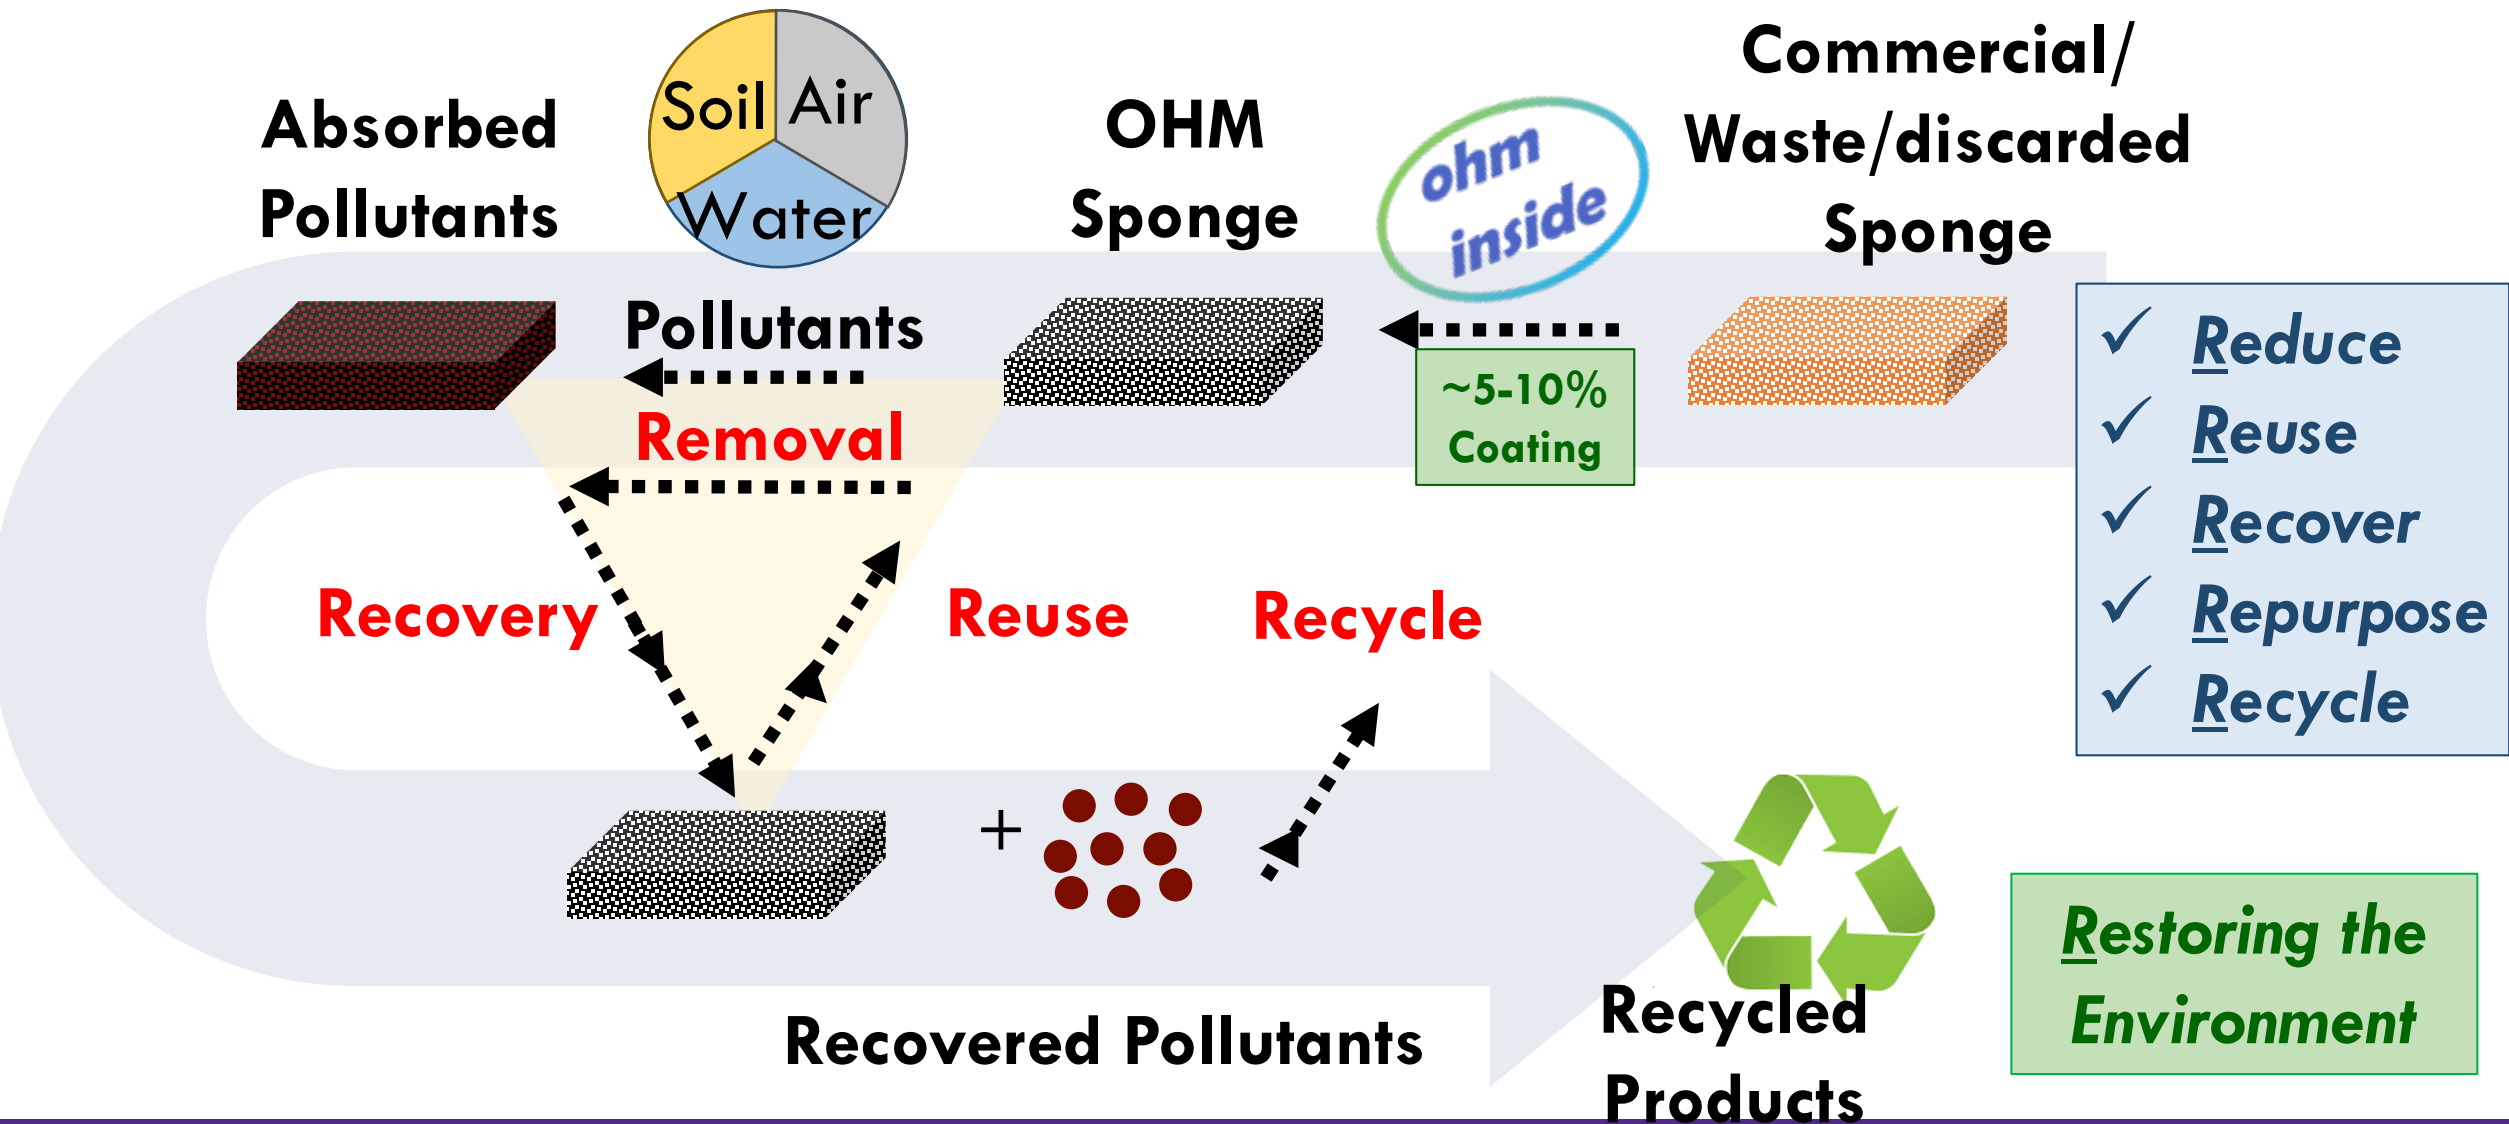 Commercial/
Waste/discarded
Sponge
ohm
inside
OHM
Sponge
Soil
Air
Water
Absorbed
Pollutants
Pollutants
Removal
~5-10%
Coating
Recovery
Reuse
Recycle
+
Recovered Pollutants
Recycled
Products
✓ Reduce
✓ Reuse
✓ Recover
✓ Repurpose
✓ Recycle
Restoring the
Environment